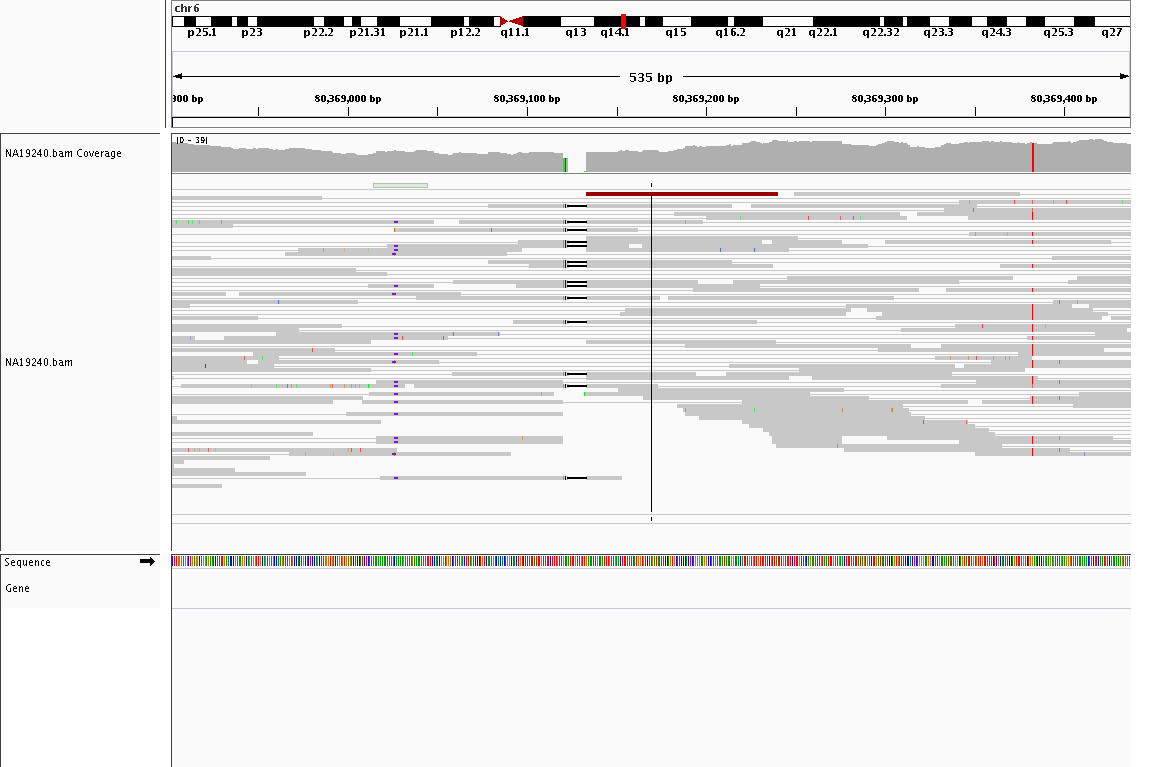 chr6
p25.1 p23 p22.2 p21.31 p21.1 p12.2 q11.1 q13 q14.1 q15 q16.2 q21 q22.1 q22.32 q23.3 q24.3 q25.3 q27
535 bp
900 bp 80,369,000 bp 80,369,100 bp 80,369,200 bp 80,369,300 bp 80,369,400 bp
[0 - 39]
NA19240.bam Coverage
NA19240.bam
Sequence
Gene